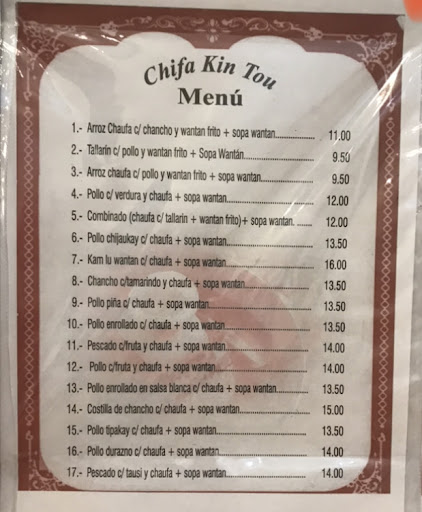 Chifa Kin Tou
Menú
1.- Arroz Chaufa c/ chancho y wantan frito + sopa wantan................ 11.00
2.- Tallarin c/ pollo y wantan frito + Sopa Wantán........................... 9.50
3.- Arroz chaufa c/ pollo y wantan frito + sopa wantan.................... 9.50
4.- Pollo c/ verdura y chaufa + sopa wantan................................ 12.00
5.- Combinado (chaufa c/ tallarin + wantan frito)+ sopa wantan. ....... 12.00
6.- Pollo chijaukay c/ chaufa + sopa wantan................................ 13.50
7.- Kam lu wantan c/ chaufa + sopa wantan................................ 16.00
8.- Chancho c/tamarindo y chaufa + sopa wantan........................ 13.50
9.- Pollo piña c/ chaufa + sopa wantan...................................... 13.50
10.- Pollo enrollado c/ chaufa + sopa wantan............................... 13.50
11.- Pescado c/fruta y chaufa + sopa wantan............................... 14.00
12.- Pollo c/fruta y chaufa + sopa wantan.................................... 14.00
13.- Pollo enrollado en salsa blanca c/ chaufa + sopa wantan.......... 13.50
14.- Costilla de chancho c/ chaufa + sopa wantan......................... 15.00
15.- Pollo tipakay c/ chaufa + sopa wantan.................................. 13.50
16.- Pollo durazno c/ chaufa + sopa wantan................................ 14.00
17.- Pescado c/ tausi y chaufa + sopa wantan.............................. 14.00